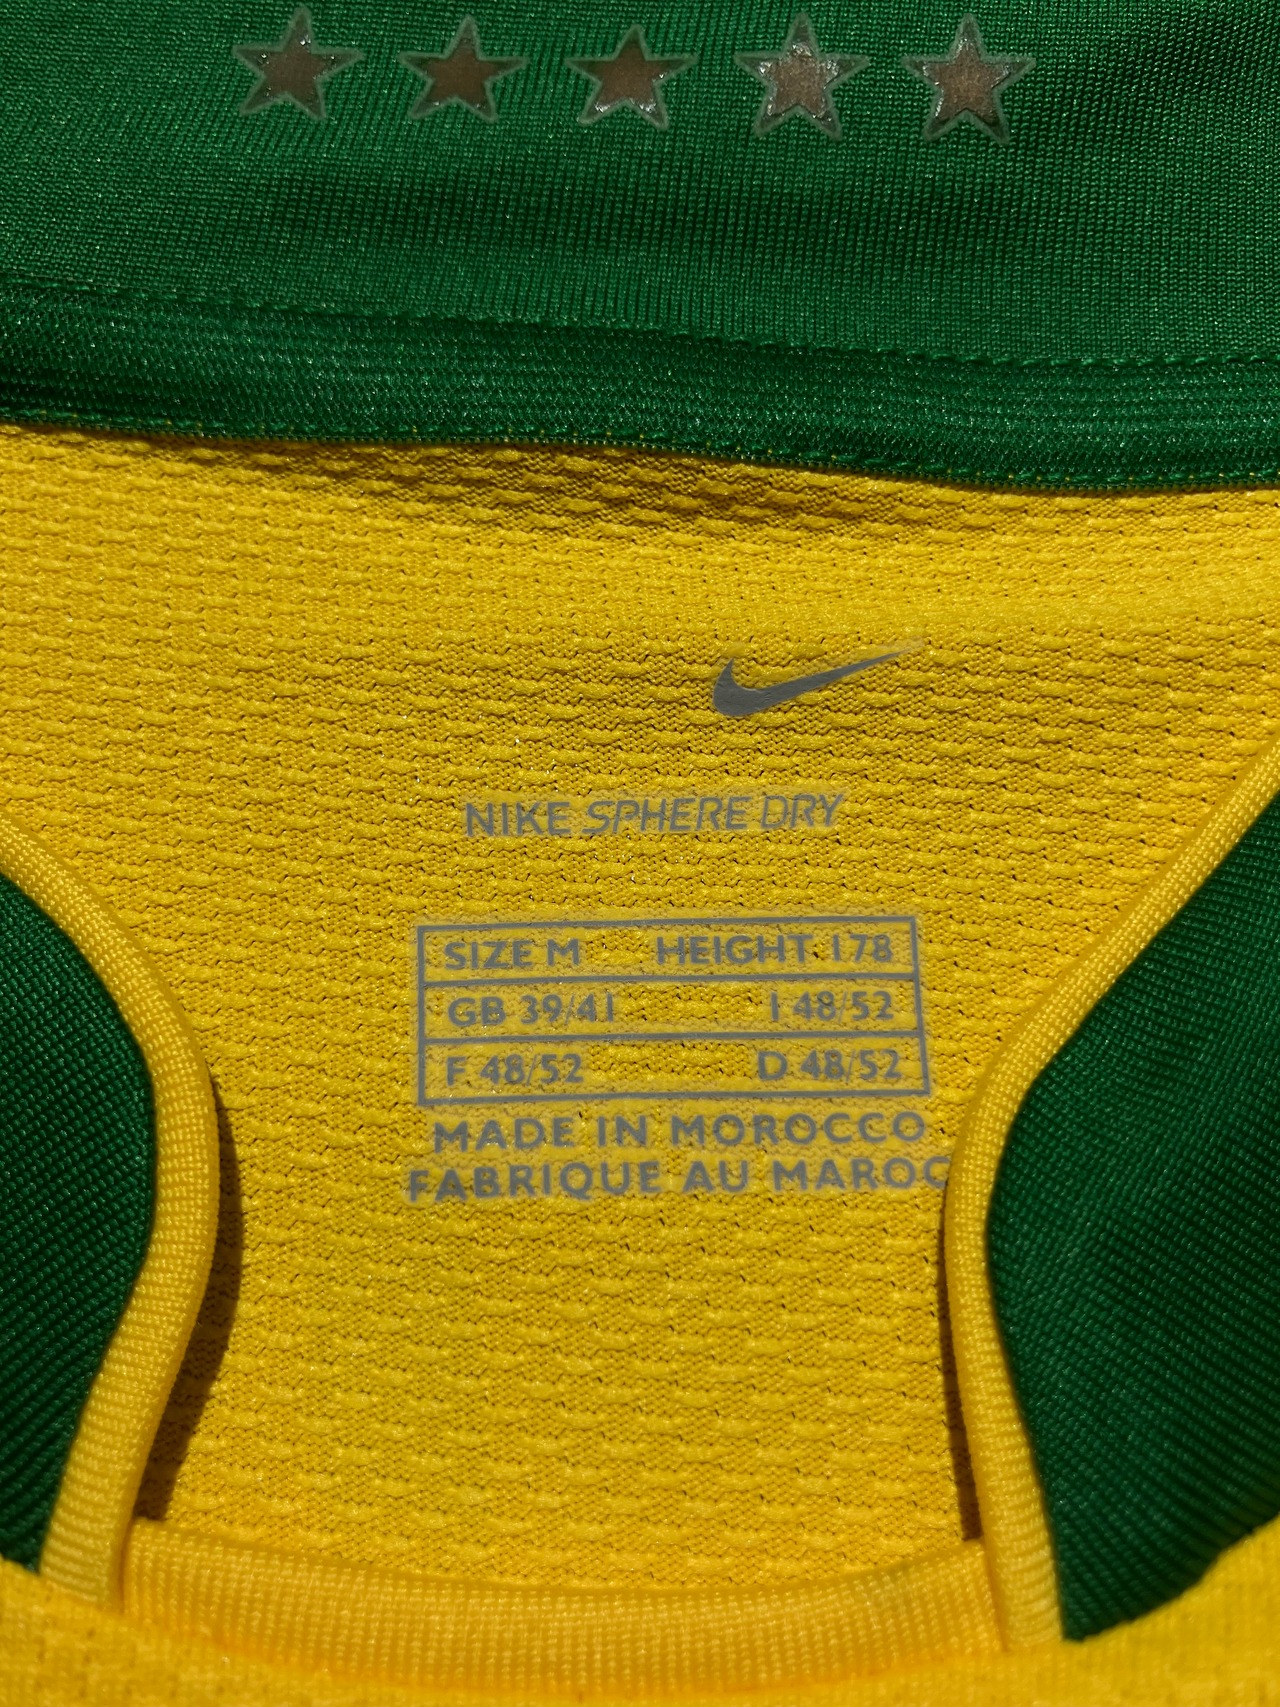 NIKE SPHERE DRY
SIZE M HEIGHT 178
GB 39/41 I 48/52
F 48/52 D 48/52
MADE IN MOROCCO
FABRIQUE AU MAROC